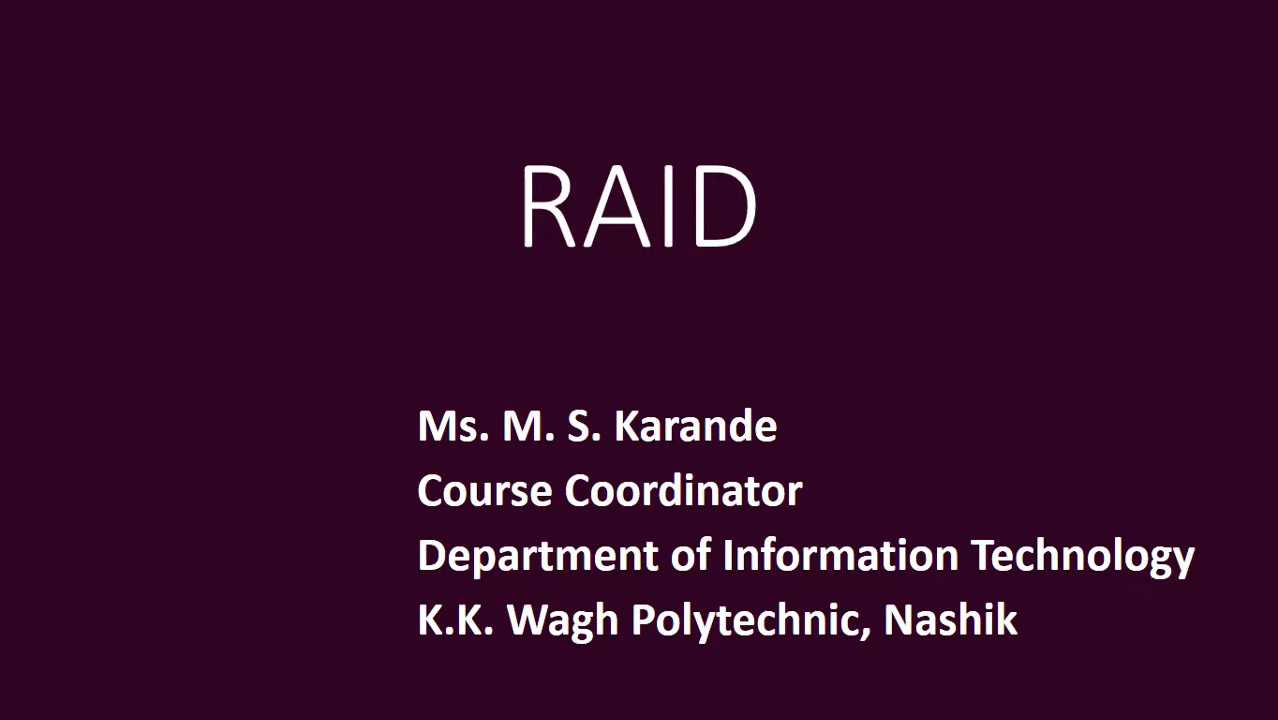 RAID
Ms. M. S. Karande
Course Coordinator
Department of Information Technology
K.K. Wagh Polytechnic, Nashik